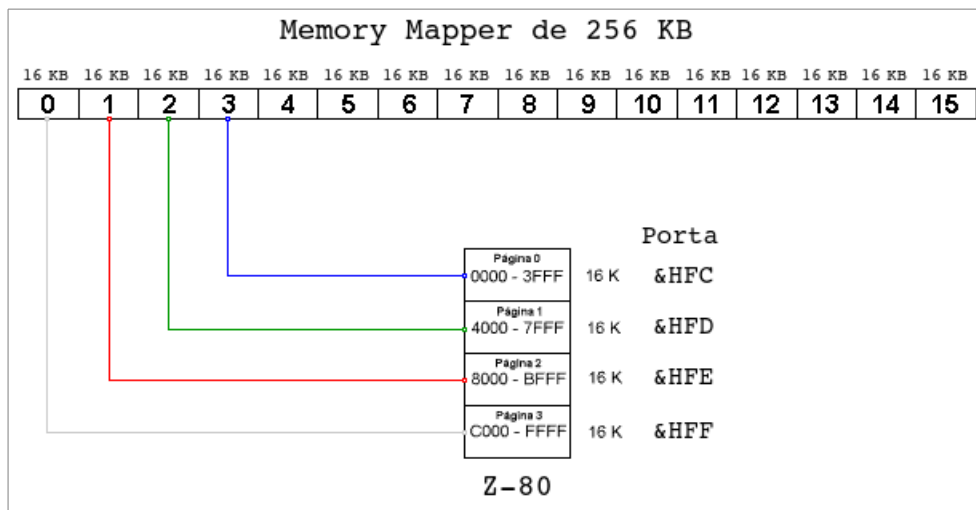 Memory Mapper de 256 KB
16 KB 16 KB 16 KB 16 KB 16 KB 16 KB 16 KB 16 KB 16 KB 16 KB 16 KB 16 KB 16 KB 16 KB 16 KB 16 KB
0 1 2 3 4 5 6 7 8 9 10 11 12 13 14 15
Porta
Página 0
0000 - 3FFF 16 K &HFC
Página 1
4000 - 7FFF 16 K &HFD
Página 2
8000 - BFFF 16 K &HFE
Página 3
C000 - FFFF 16 K &HFF
Z-80